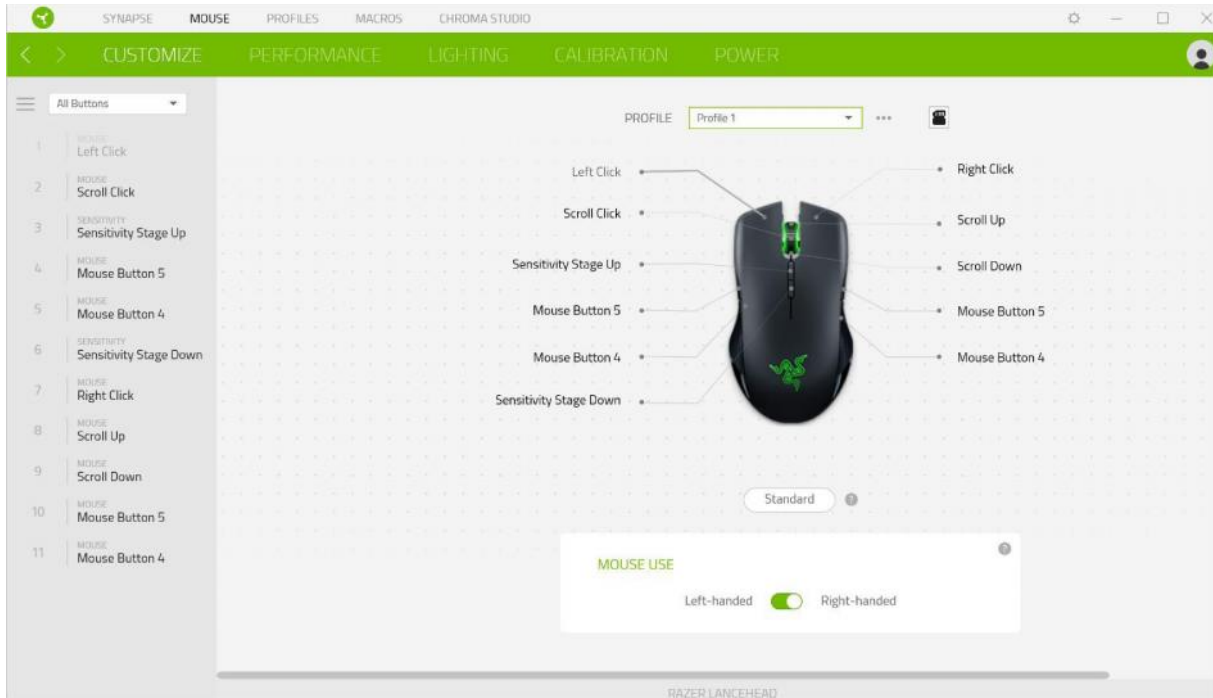 SYNAPSE MOUSE PROFILES MACROS CHROMA STUDIO
CUSTOMIZE PERFORMANCE LIGHTING CALIBRATION POWER
All Buttons
1 MOUSE
Left Click
2 MOUSE
Scroll Click
3 SENSITIVITY
Sensitivity Stage Up
4 MOUSE
Mouse Button 5
5 MOUSE
Mouse Button 4
6 SENSITIVITY
Sensitivity Stage Down
7 MOUSE
Right Click
8 MOUSE
Scroll Up
9 MOUSE
Scroll Down
10 MOUSE
Mouse Button 5
11 MOUSE
Mouse Button 4
PROFILE Profile 1
Left Click
Scroll Click
Sensitivity Stage Up
Mouse Button 5
Mouse Button 4
Sensitivity Stage Down
Right Click
Scroll Up
Scroll Down
Mouse Button 5
Mouse Button 4
Standard ?
MOUSE USE ?
Left-handed Right-handed
RAZER LANCEHEAD